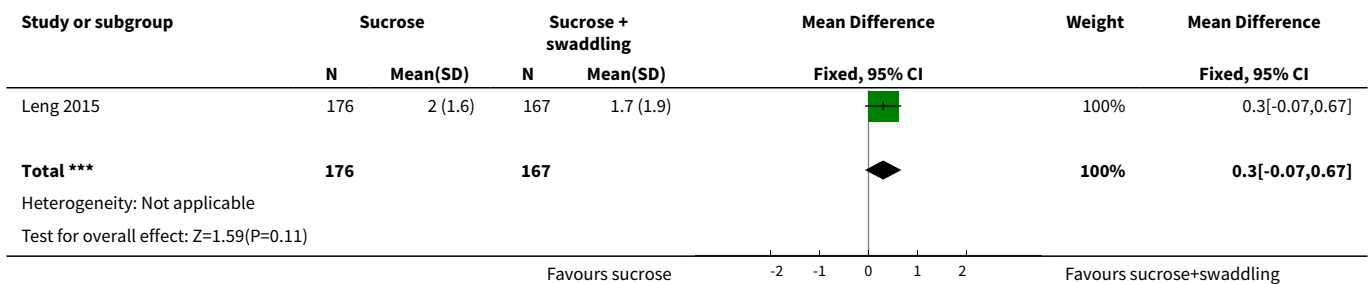 Study or subgroup Sucrose Sucrose + swaddling Mean Difference Weight Mean Difference
N Mean(SD) N Mean(SD) Fixed, 95% CI Fixed, 95% CI
Leng 2015 176 2 (1.6) 167 1.7 (1.9) 100% 0.3[-0.07,0.67]
Total *** 176 167 100% 0.3[-0.07,0.67]
Heterogeneity: Not applicable
Test for overall effect: Z=1.59(P=0.11)
Favours sucrose -2 -1 0 1 2 Favours sucrose+swaddling